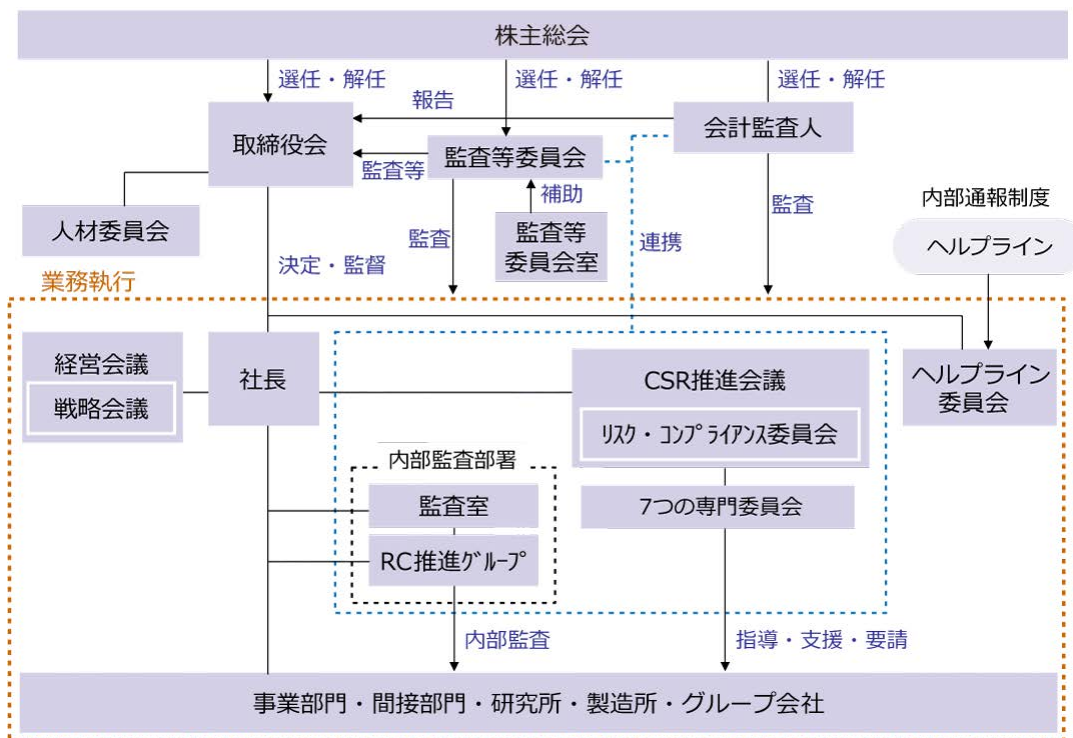 株主総会
選任・解任
選任・解任
選任・解任
報告
取締役会
会計監査人
監査等委員会
監査等
補助
人材委員会
監査
監査等
委員会室
連携
監査
内部通報制度
ヘルプライン
決定・監督
業務執行
経営会議
戦略会議
社長
CSR推進会議
リスク・コンプライアンス委員会
ヘルプライン
委員会
内部監査部署
監査室
RC推進グループ
7つの専門委員会
内部監査
指導・支援・要請
事業部門・間接部門・研究所・製造所・グループ会社